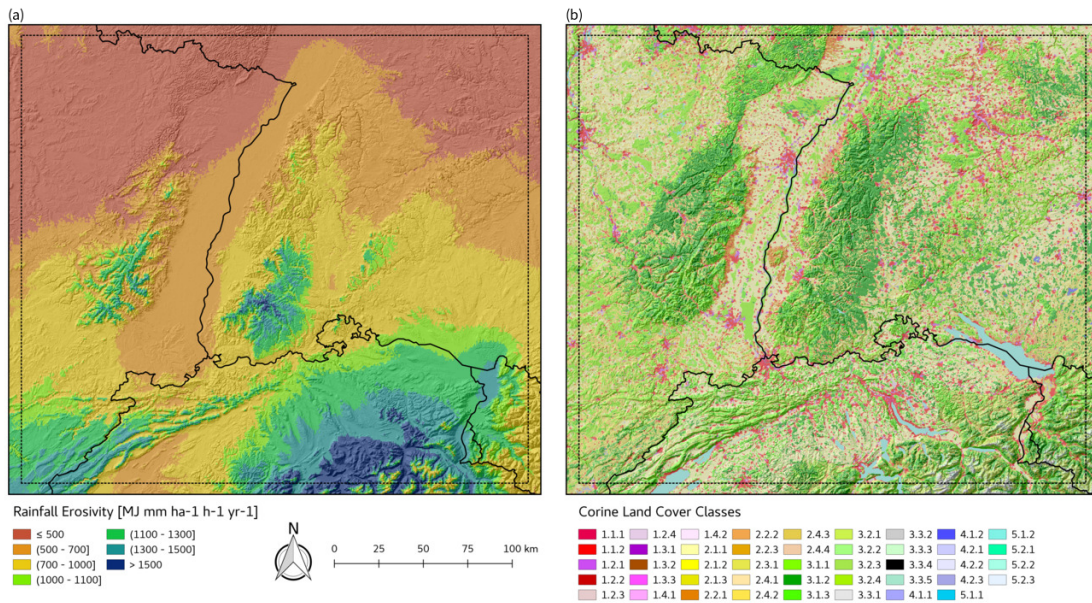 (a)
(b)
Rainfall Erosivity [MJ mm ha-1 h-1 yr-1]
≤ 500
(500 - 700]
(700 - 1000]
(1000 - 1100]
(1100 - 1300]
(1300 - 1500]
> 1500
N
0 25 50 75 100 km
Corine Land Cover Classes
1.1.1 1.2.4 1.4.2 2.2.2 2.4.3 3.2.1 3.3.2 4.1.2 5.1.2
1.1.2 1.3.1 2.1.1 2.2.3 2.4.4 3.2.2 3.3.3 4.2.1 5.2.1
1.2.1 1.3.2 2.1.2 2.3.1 3.1.1 3.2.3 3.3.4 4.2.2 5.2.2
1.2.2 1.3.3 2.1.3 2.4.1 3.1.2 3.2.4 3.3.5 4.2.3 5.2.3
1.2.3 1.4.1 2.2.1 2.4.2 3.1.3 3.3.1 4.1.1 5.1.1